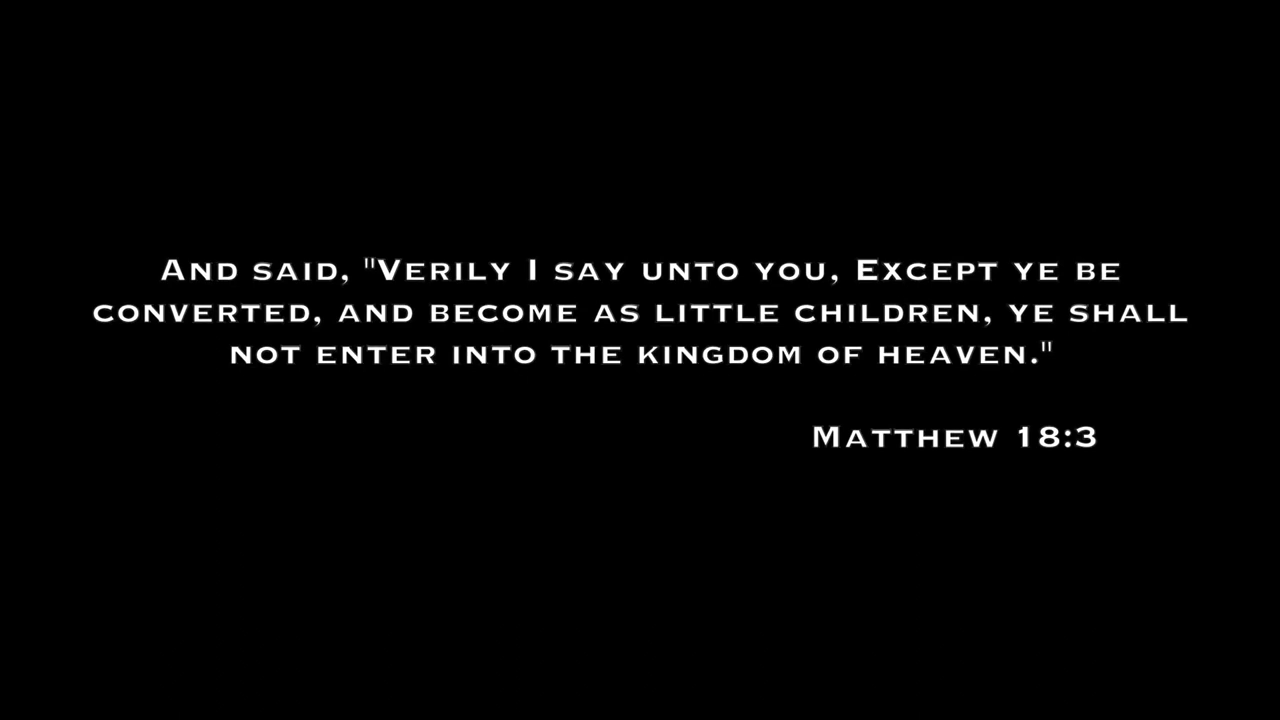 And said, "Verily I say unto you, Except ye be
converted, and become as little children, ye shall
not enter into the kingdom of heaven."
Matthew 18:3